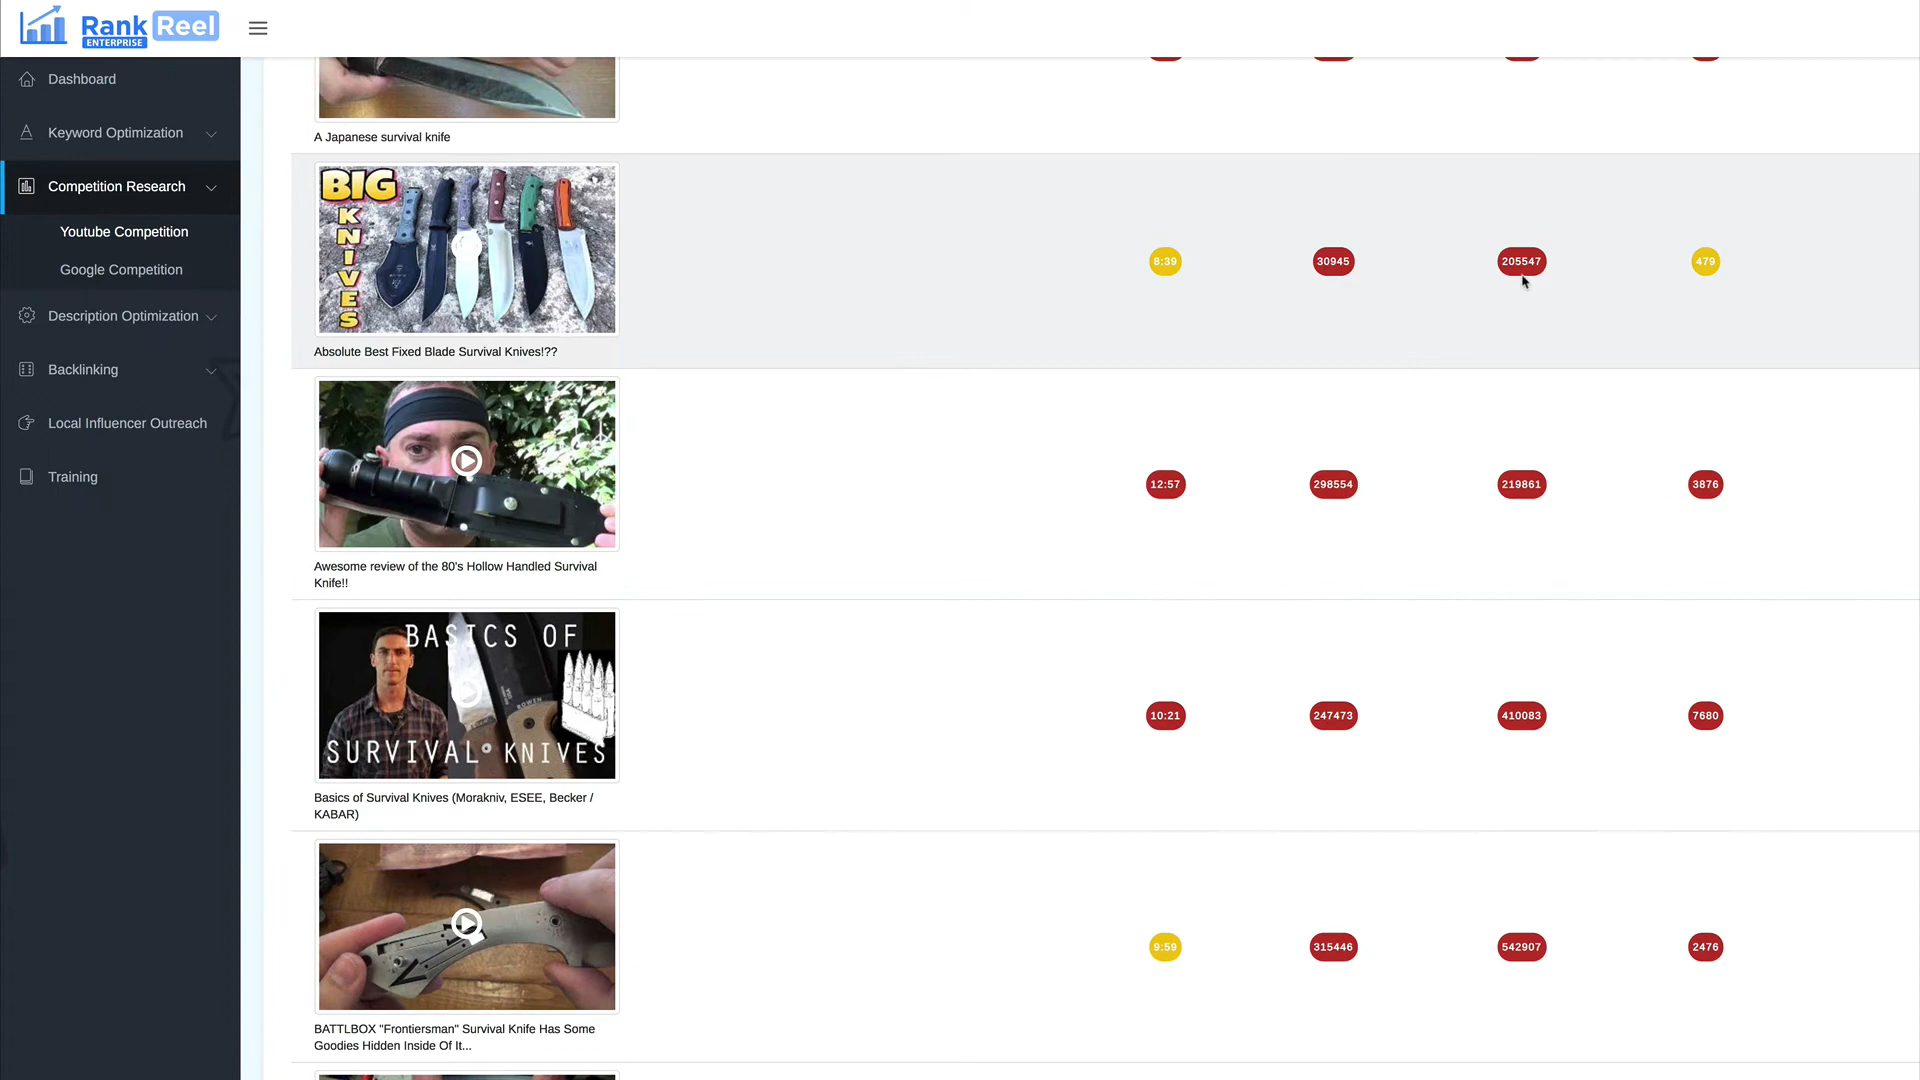 Rank Reel
ENTERPRISE
Dashboard
Keyword Optimization
Competition Research
Youtube Competition
Google Competition
Description Optimization
Backlinking
Local Influencer Outreach
Training
A Japanese survival knife
BIG
KNIVES
Absolute Best Fixed Blade Survival Knives!??
8:39
30945
205547
479
Awesome review of the 80's Hollow Handled Survival
Knife!!
12:57
298554
219861
3876
BASICS OF
SURVIVAL KNIVES
Basics of Survival Knives (Morakniv, ESEE, Becker /
KABAR)
10:21
247473
410083
7680
BATTLBOX "Frontiersman" Survival Knife Has Some
Goodies Hidden Inside Of It...
9:59
315446
542907
2476